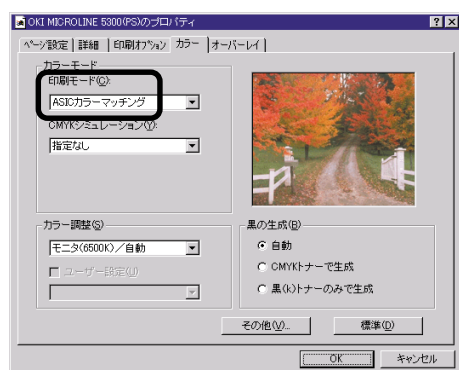 OKI MICROLINE 5300(PS)のプロパティ
ページ設定 詳細 印刷オプション カラー オーバーレイ
カラーモード
印刷モード(C):
ASICカラーマッチング
CMYKシミュレーション(Y):
指定なし
カラー調整(S)
モニタ(6500K)／自動
ユーザー設定(U)
黒の生成(B)
自動
CMYKトナーで生成
黒(k)トナーのみで生成
その他(V)... 標準(D)
OK キャンセル